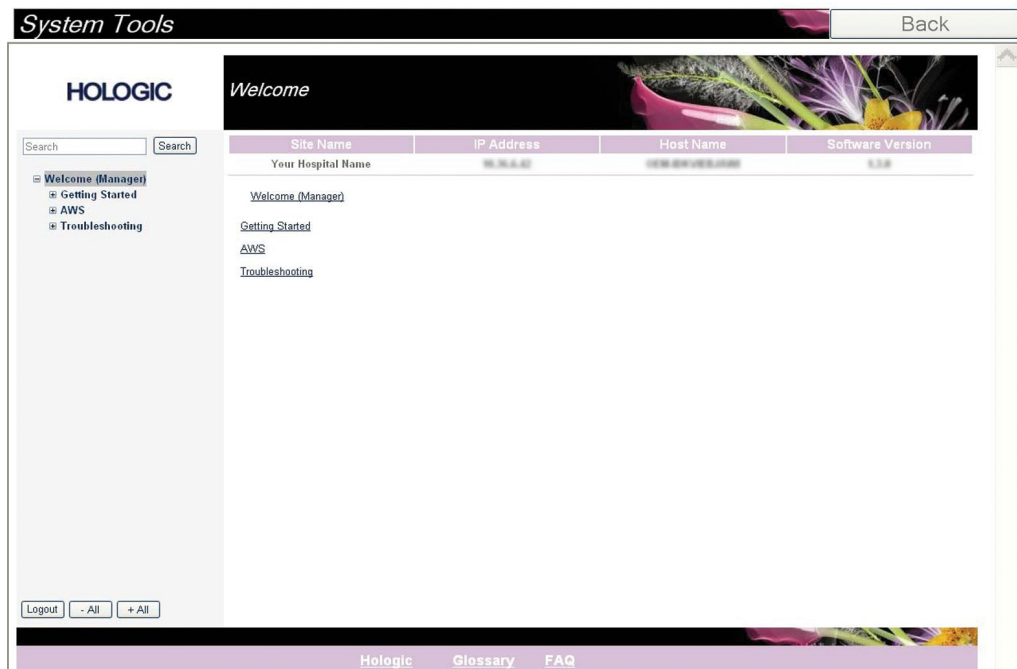 System Tools
Back
HOLOGIC
Welcome
Search
Search
Site Name IP Address Host Name Software Version
Your Hospital Name
Welcome (Manager)
Getting Started
AWS
Troubleshooting
Welcome (Manager)
Getting Started
AWS
Troubleshooting
Logout - All + All
Hologic Glossary FAQ